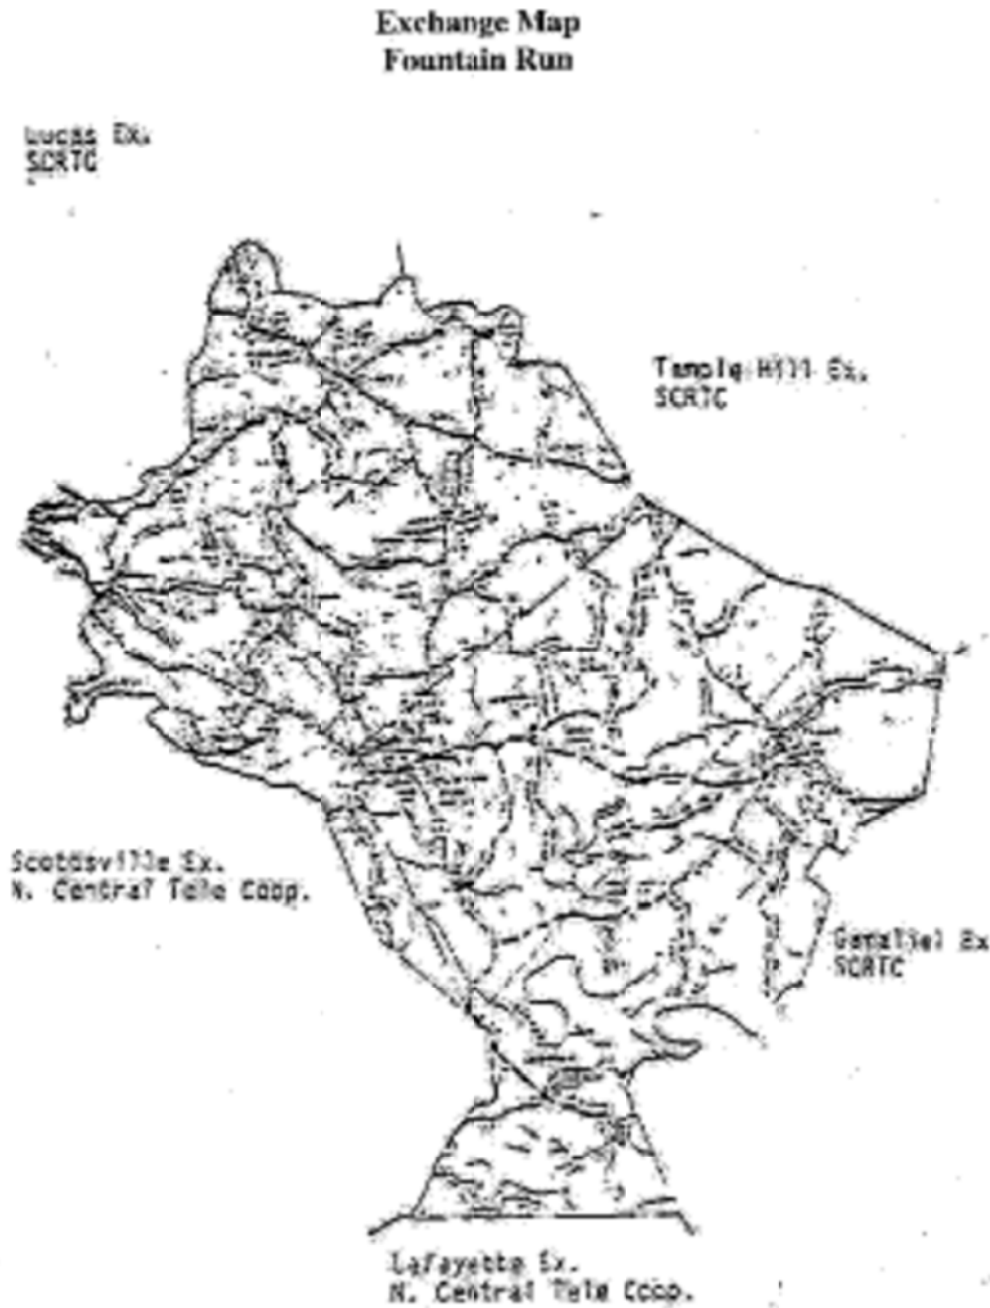 Exchange Map
Fountain Run
Lucas Ex.
SCRTC
Temple Hill Ex.
SCRTC
Scottsville Ex.
N. Central Tele Coop.
Gamaliel Ex
SCRTC
Lafayette Ex.
N. Central Tele Coop.